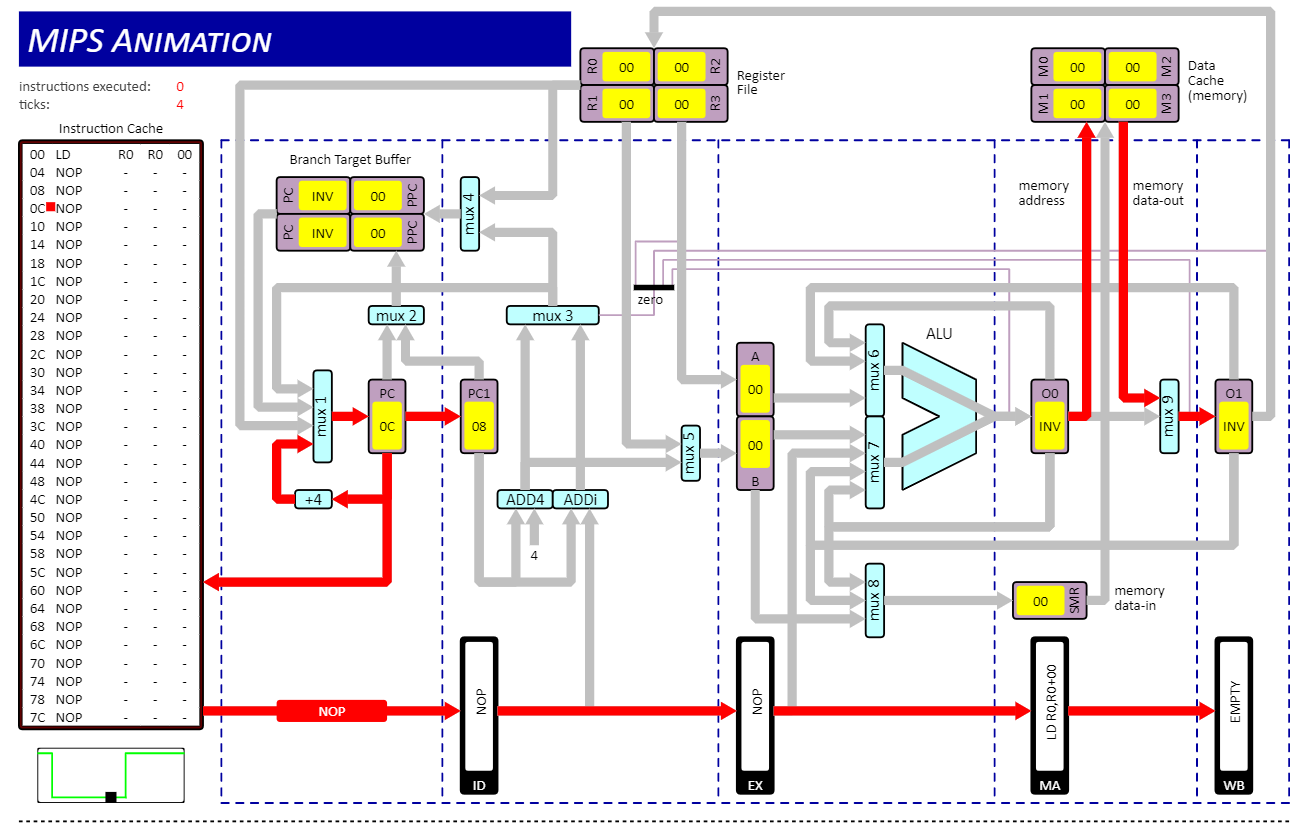 MIPS ANIMATION
instructions executed: 0
ticks: 4
Instruction Cache
00 LD R0 R0 00
04 NOP - - -
08 NOP - - -
0C NOP - - -
10 NOP - - -
14 NOP - - -
18 NOP - - -
1C NOP - - -
20 NOP - - -
24 NOP - - -
28 NOP - - -
2C NOP - - -
30 NOP - - -
34 NOP - - -
38 NOP - - -
3C NOP - - -
40 NOP - - -
44 NOP - - -
48 NOP - - -
4C NOP - - -
50 NOP - - -
54 NOP - - -
58 NOP - - -
5C NOP - - -
60 NOP - - -
64 NOP - - -
68 NOP - - -
6C NOP - - -
70 NOP - - -
74 NOP - - -
78 NOP - - -
7C NOP - - -
R0 00 00 R2
R1 00 00 R3
Register
File
M0 00 00 M2
M1 00 00 M3
Data
Cache
(memory)
Branch Target Buffer
PC INV 00 PPC
PC INV 00 PPC
mux 4
memory
address
memory
data-out
zero
mux 2
mux 3
mux 1
PC
0C
PC1
08
+4
ADD4
ADDi
4
mux 5
A
00
00
B
mux 6
mux 7
ALU
O0
INV
mux 9
O1
INV
mux 8
00 SMR
memory
data-in
NOP
NOP
ID
NOP
EX
LD R0,R0+00
MA
EMPTY
WB